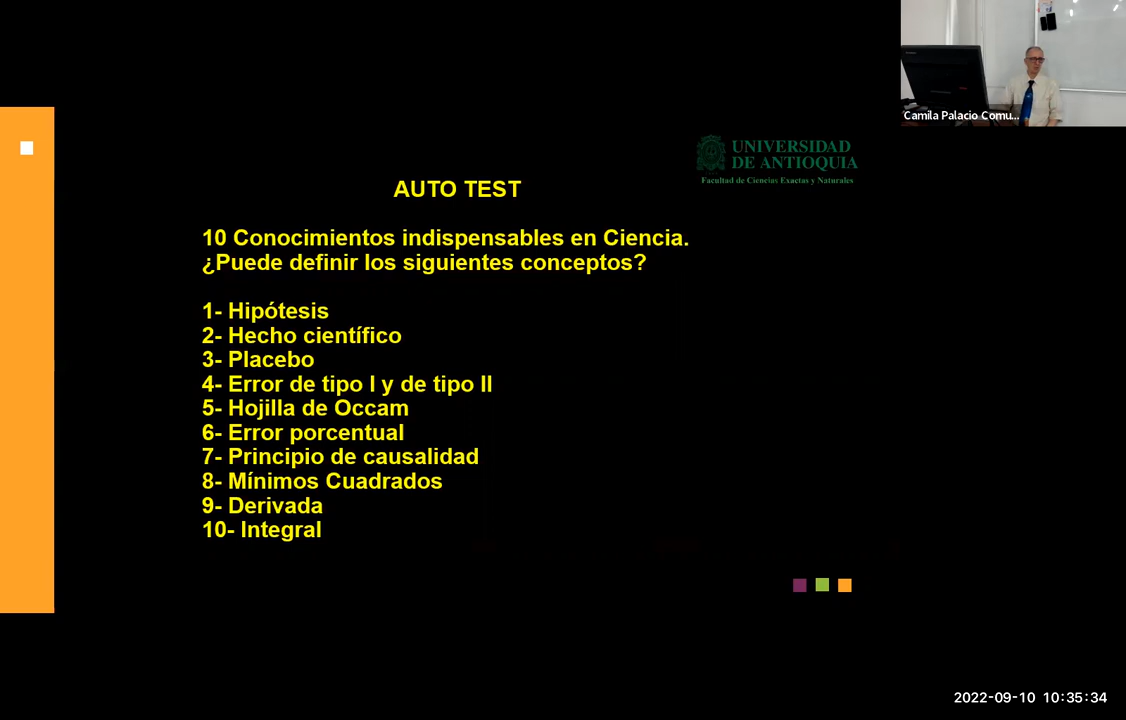 Camila Palacio Comu...
UNIVERSIDAD
DE ANTIOQUIA
Facultad de Ciencias Exactas y Naturales
AUTO TEST
10 Conocimientos indispensables en Ciencia.
¿Puede definir los siguientes conceptos?
1- Hipótesis
2- Hecho científico
3- Placebo
4- Error de tipo I y de tipo II
5- Hojilla de Occam
6- Error porcentual
7- Principio de causalidad
8- Mínimos Cuadrados
9- Derivada
10- Integral
2022-09-10 10:35:34